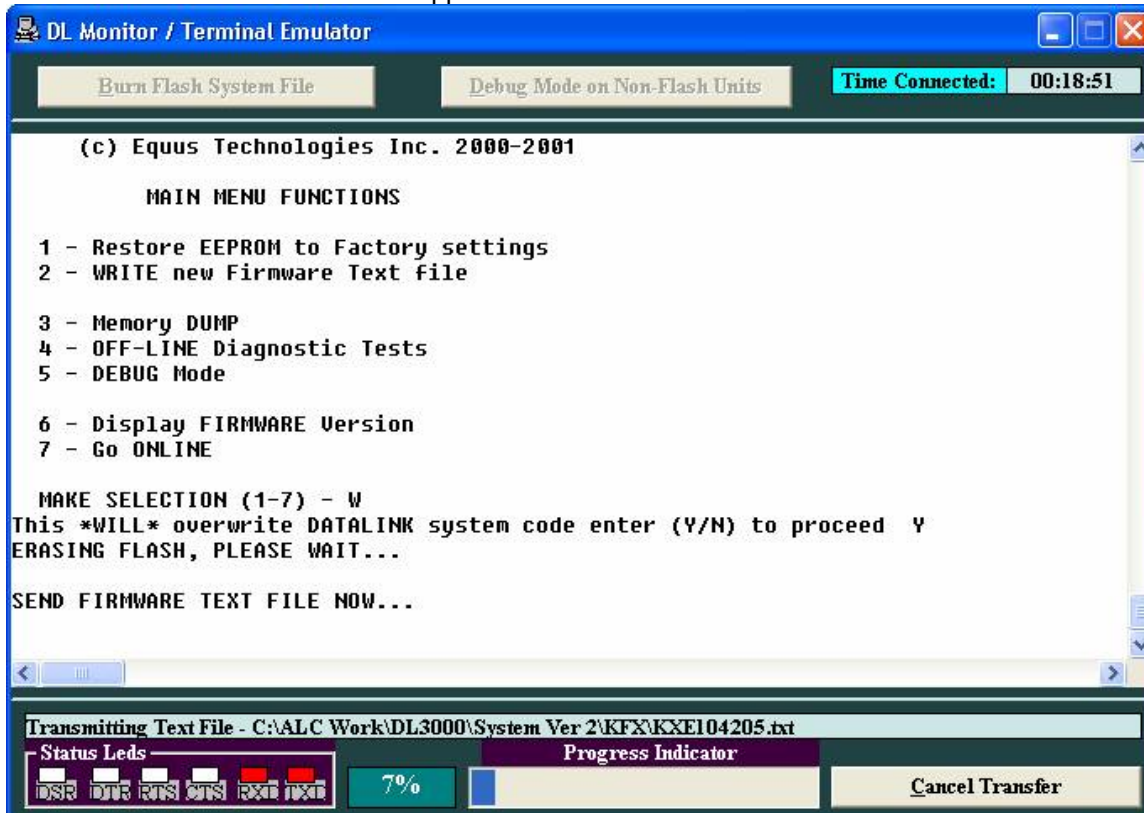 DL Monitor / Terminal Emulator
Burn Flash System File
Debug Mode on Non-Flash Units
Time Connected: 00:18:51
(c) Equus Technologies Inc. 2000-2001
MAIN MENU FUNCTIONS
1 - Restore EEPROM to Factory settings
2 - WRITE new Firmware Text file
3 - Memory DUMP
4 - OFF-LINE Diagnostic Tests
5 - DEBUG Mode
6 - Display FIRMWARE Version
7 - Go ONLINE
MAKE SELECTION (1-7) - W
This *WILL* overwrite DATALINK system code enter (Y/N) to proceed Y
ERASING FLASH, PLEASE WAIT...
SEND FIRMWARE TEXT FILE NOW...
Transmitting Text File - C:\ALC Work\DL3000\System Ver 2\KFX\KXE104205.txt
Status Leds
Progress Indicator
DSR DTR RTS CTS RXD TXD
7%
Cancel Transfer